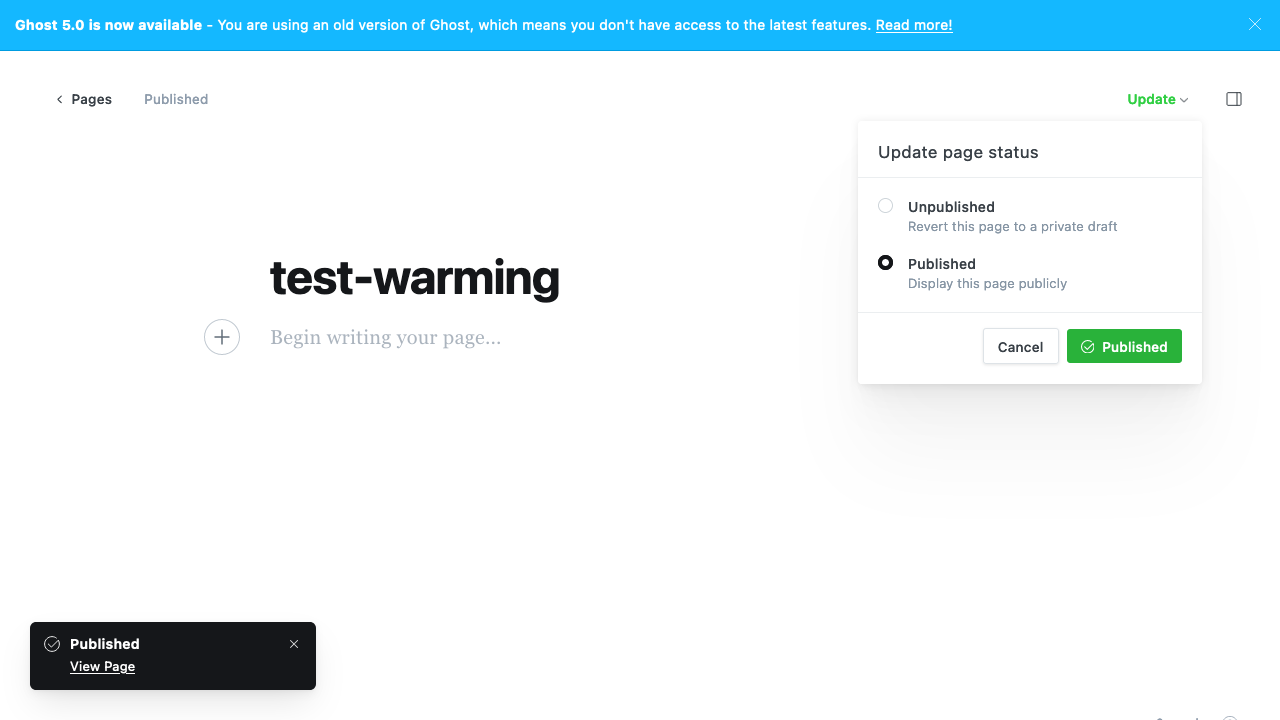 Ghost 5.0 is now available - You are using an old version of Ghost, which means you don't have access to the latest features. Read more!
Pages
Published
Update
Update page status
Unpublished
Revert this page to a private draft
Published
Display this page publicly
Cancel
Published
test-warming
Begin writing your page...
Published
View Page